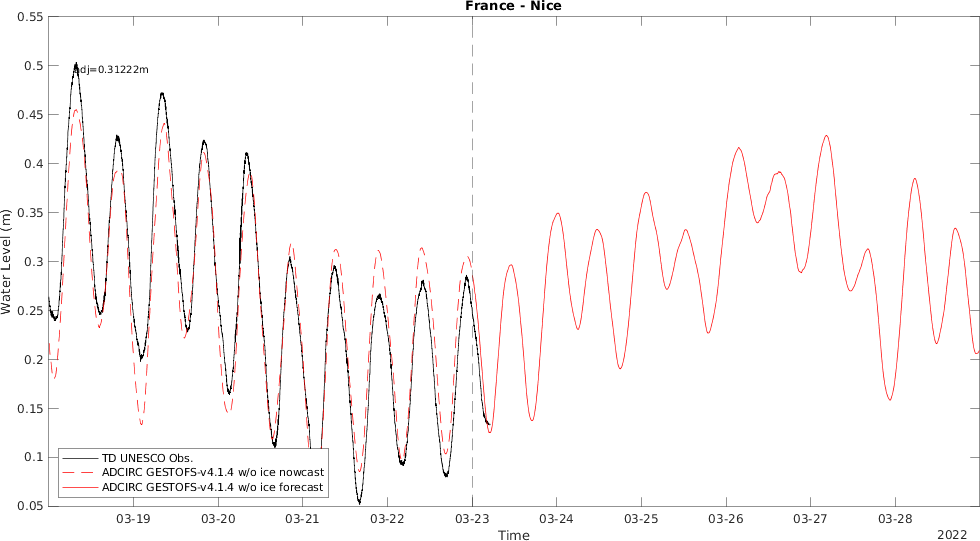 France - Nice
0.55
0.5
0.45
0.4
0.35
0.3
0.25
0.2
0.15
0.1
0.05
Water Level (m)
adj=0.31222m
TD UNESCO Obs.
ADCIRC GESTOFS-v4.1.4 w/o ice nowcast
ADCIRC GESTOFS-v4.1.4 w/o ice forecast
03-19 03-20 03-21 03-22 03-23 03-24 03-25 03-26 03-27 03-28
Time
2022